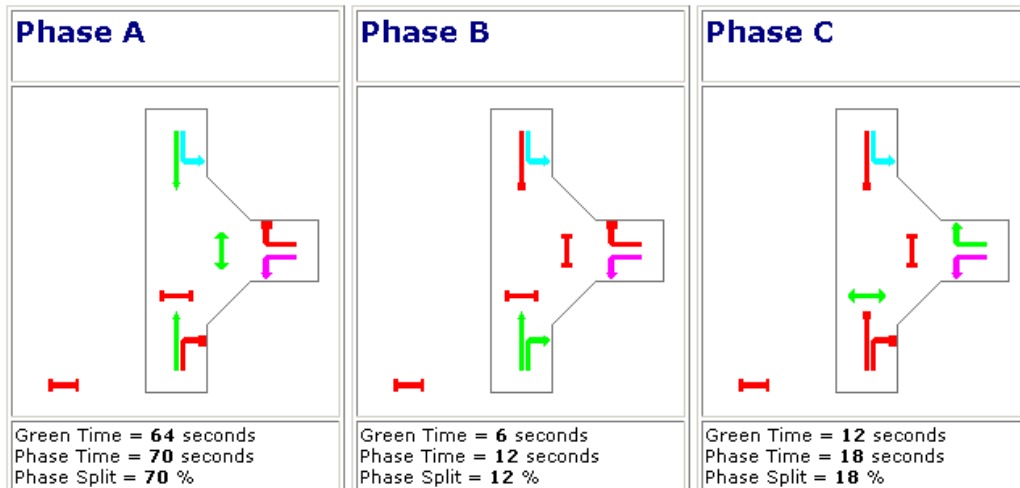 Phase A
Phase B
Phase C
Green Time = 64 seconds
Phase Time = 70 seconds
Phase Split = 70 %
Green Time = 6 seconds
Phase Time = 12 seconds
Phase Split = 12 %
Green Time = 12 seconds
Phase Time = 18 seconds
Phase Split = 18 %